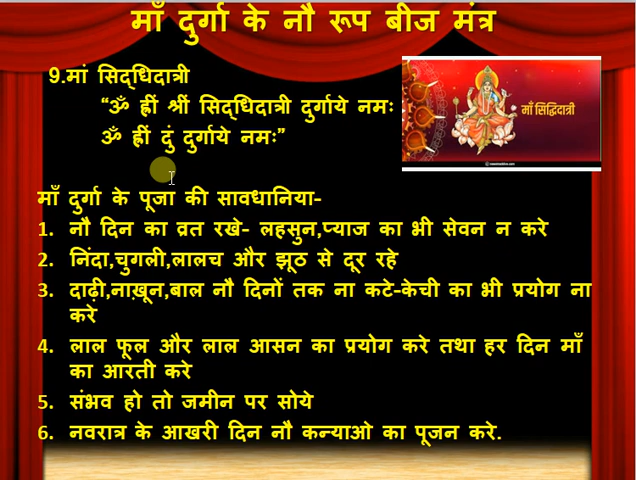 माँ दुर्गा के नौ रूप बीज मंत्र
9.मां सिद्धिदात्री
“ॐ ह्रीं श्रीं सिद्धिदात्री दुर्गाये नमः
ॐ ह्रीं दुं दुर्गाये नमः”
माँ सिद्धिदात्री
माँ दुर्गा के पूजा की सावधानिया-
1. नौ दिन का व्रत रखे- लहसुन,प्याज का भी सेवन न करे
2. निंदा,चुगली,लालच और झूठ से दूर रहे
3. दाढ़ी,नाख़ून,बाल नौ दिनों तक ना कटे-केची का भी प्रयोग ना
करे
4. लाल फूल और लाल आसन का प्रयोग करे तथा हर दिन माँ
का आरती करे
5. संभव हो तो जमीन पर सोये
6. नवरात्र के आखरी दिन नौ कन्याओ का पूजन करे.